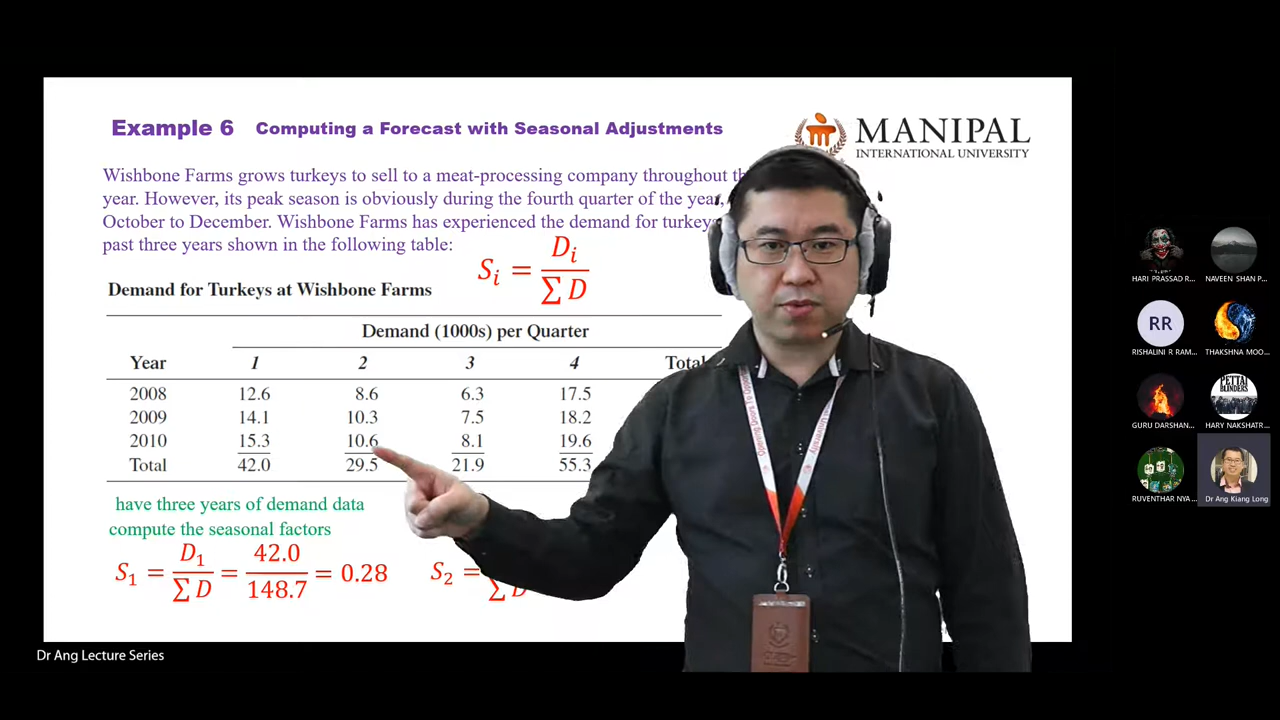 Example 6 Computing a Forecast with Seasonal Adjustments
MANIPAL
INTERNATIONAL UNIVERSITY
Wishbone Farms grows turkeys to sell to a meat-processing company throughout
year. However, its peak season is obviously during the fourth quarter of the year,
October to December. Wishbone Farms has experienced the demand for turkeys
past three years shown in the following table:
Si = Di / ∑ D
Demand for Turkeys at Wishbone Farms
Demand (1000s) per Quarter
Year 1 2 3 4 Total
2008 12.6 8.6 6.3 17.5
2009 14.1 10.3 7.5 18.2
2010 15.3 10.6 8.1 19.6
Total 42.0 29.5 21.9 55.3
have three years of demand data
compute the seasonal factors
S1 = D1 / ∑ D = 42.0 / 148.7 = 0.28
S2 = ∑ D
Dr Ang Lecture Series
HARI PRASSAD R...
NAVEEN SHAN P...
RR
RISHALINI R RAM...
THAKSHNA MOO...
PETTAI
BLINDERS
GURU DARSHAN...
HARY NAKSHATR...
RUVENTHAR NYA...
Dr Ang Kiang Long